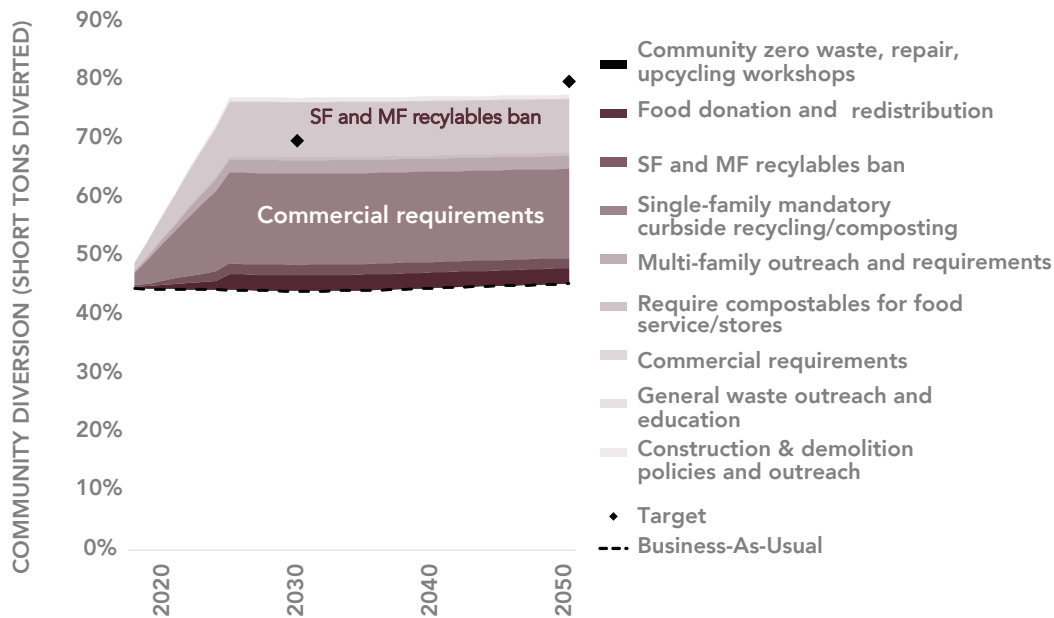 COMMUNITY DIVERSION (SHORT TONS DIVERTED)
90%
80%
70%
60%
50%
40%
30%
20%
10%
0%
2020
2030
2040
2050
SF and MF recylables ban
Commercial requirements
Community zero waste, repair,
upcycling workshops
Food donation and redistribution
SF and MF recylables ban
Single-family mandatory
curbside recycling/composting
Multi-family outreach and requirements
Require compostables for food
service/stores
Commercial requirements
General waste outreach and
education
Construction & demolition
policies and outreach
Target
Business-As-Usual